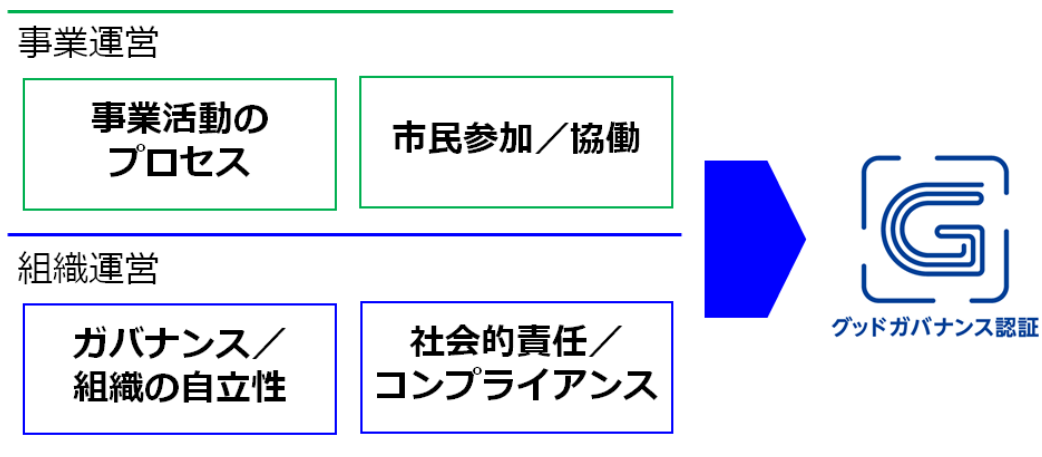 事業運営
事業活動の
プロセス
市民参加／協働
組織運営
ガバナンス／
組織の自立性
社会的責任／
コンプライアンス
G
グッドガバナンス認証